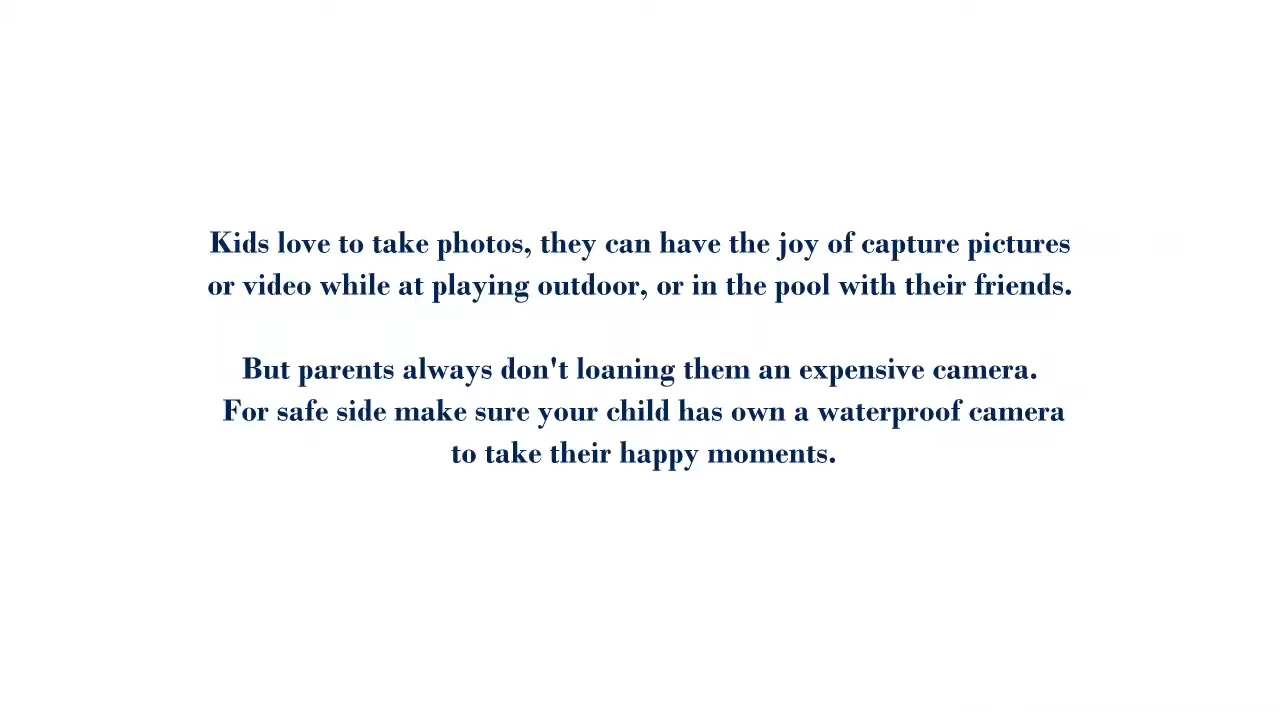 Kids love to take photos, they can have the joy of capture pictures
or video while at playing outdoor, or in the pool with their friends.
But parents always don't loaning them an expensive camera.
For safe side make sure your child has own a waterproof camera
to take their happy moments.